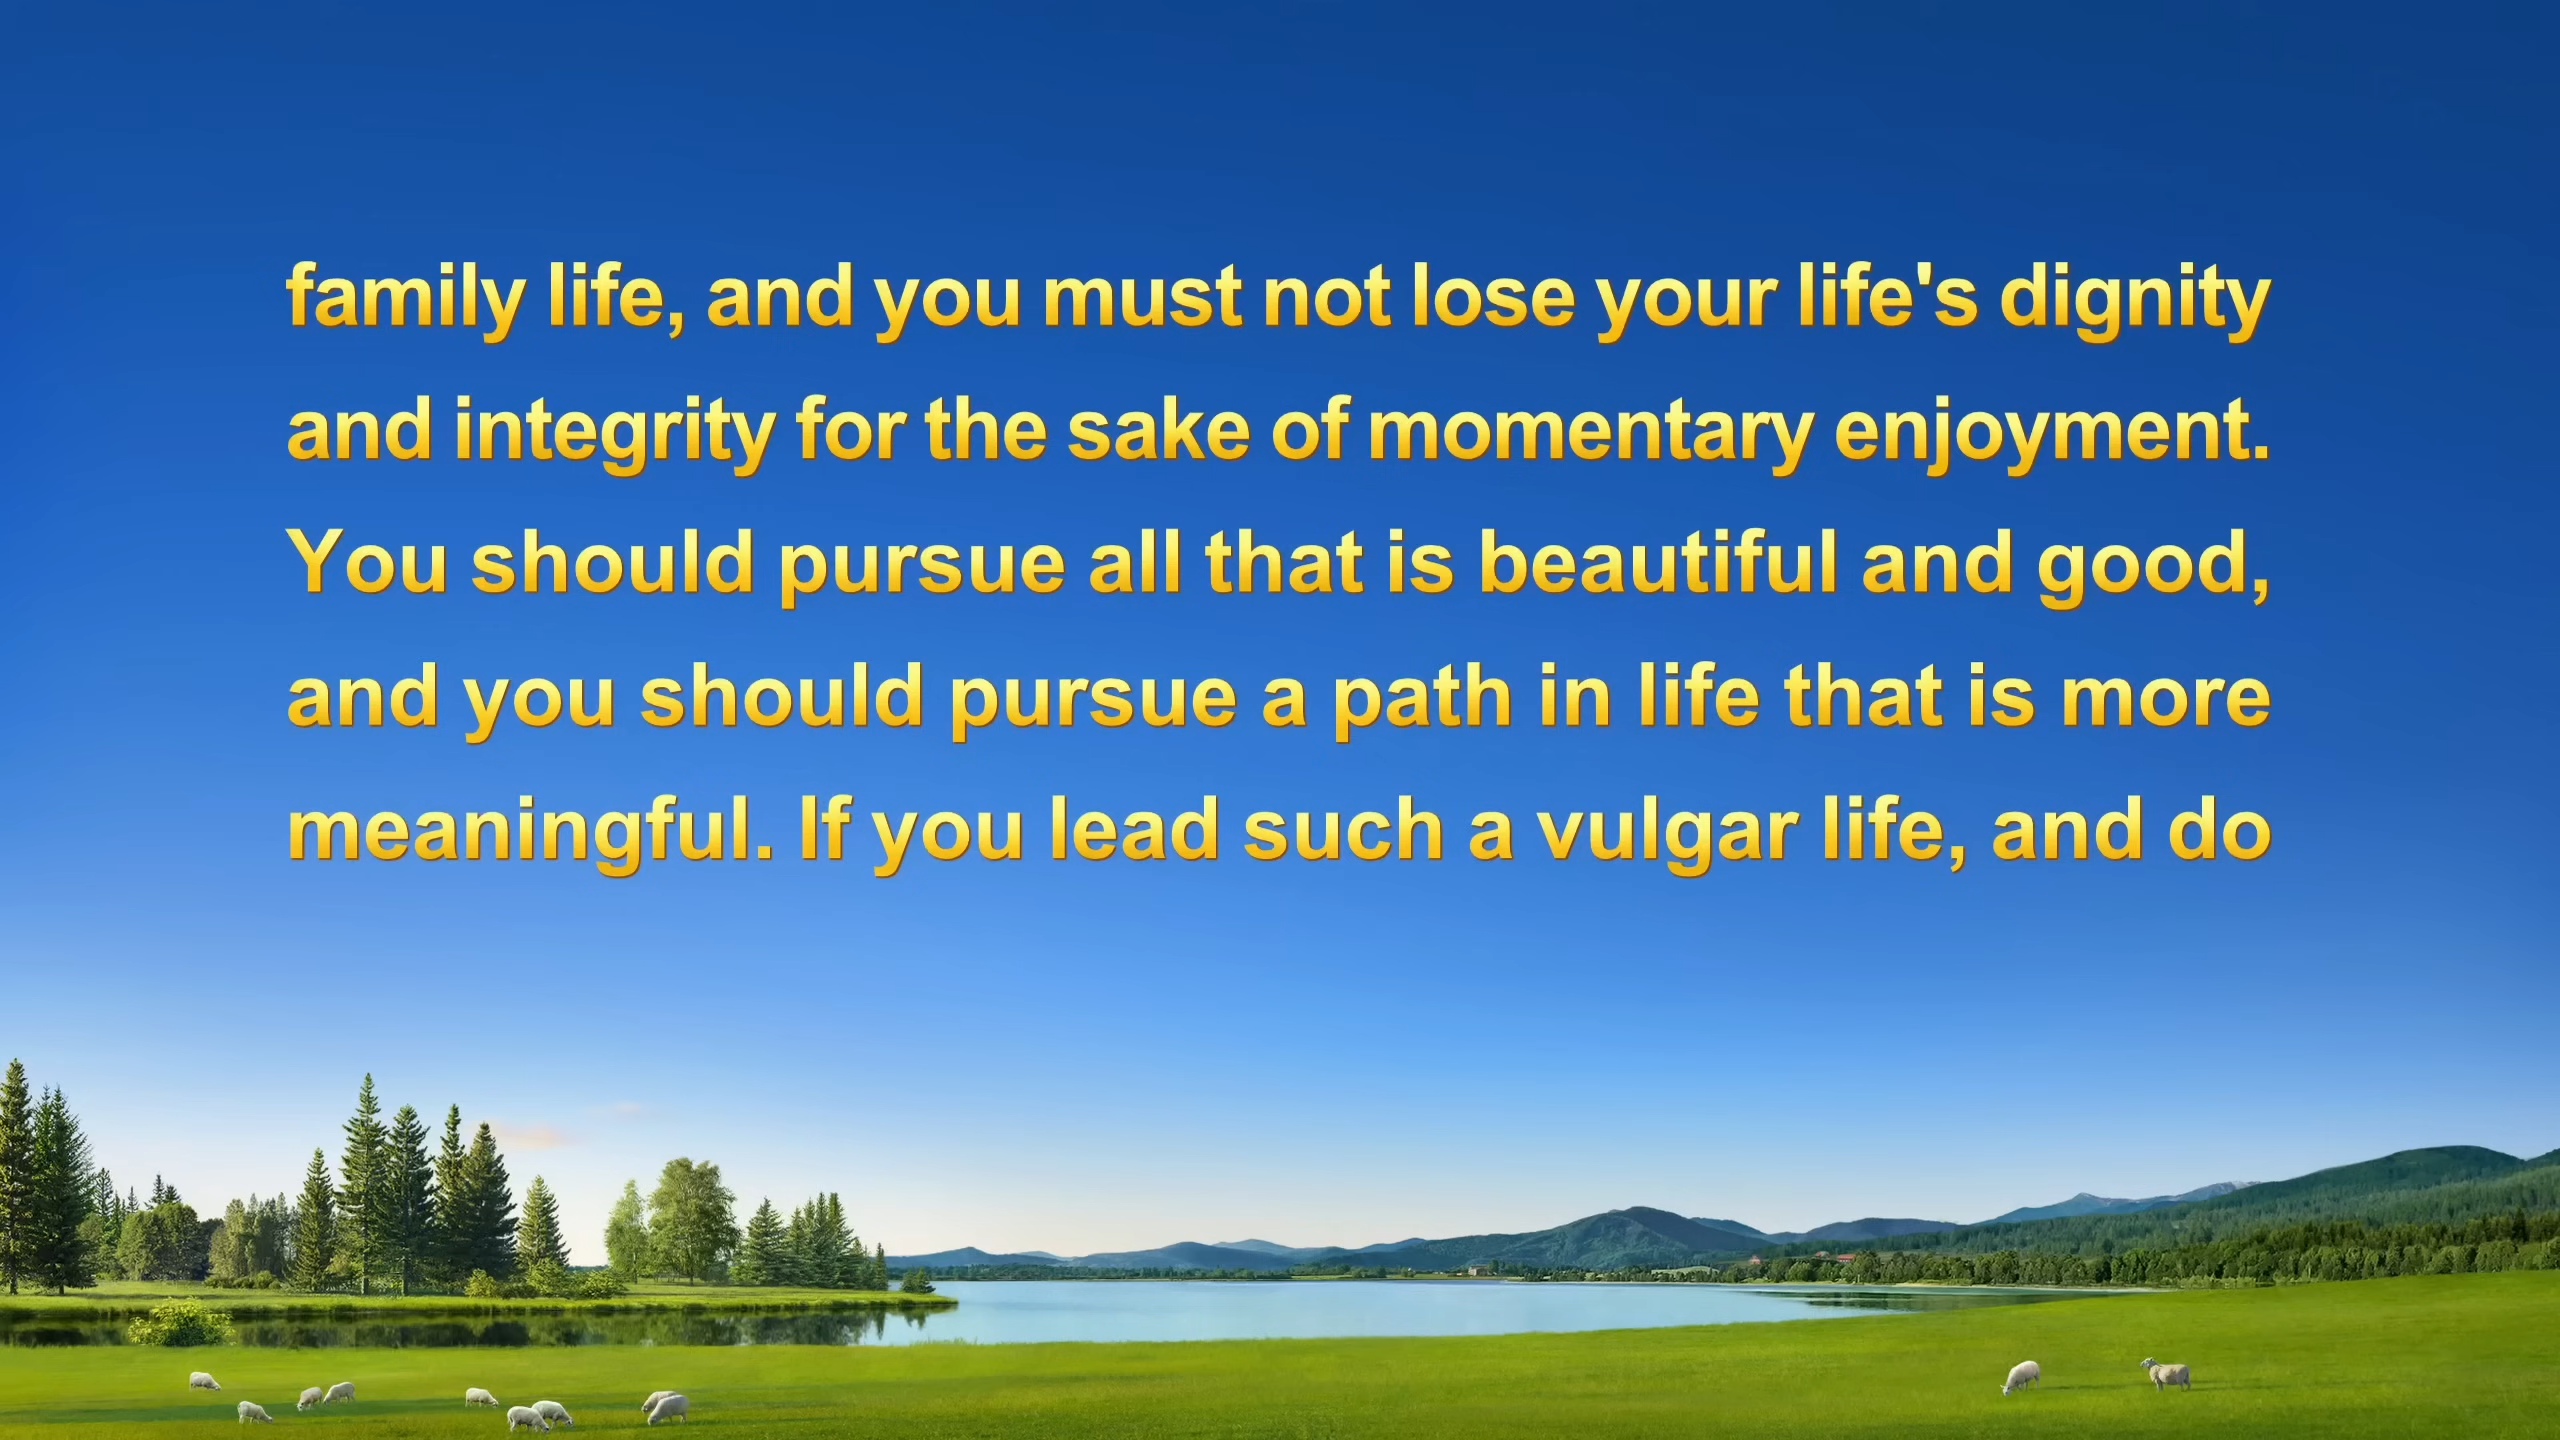 family life, and you must not lose your life's dignity
and integrity for the sake of momentary enjoyment.
You should pursue all that is beautiful and good,
and you should pursue a path in life that is more
meaningful. If you lead such a vulgar life, and do